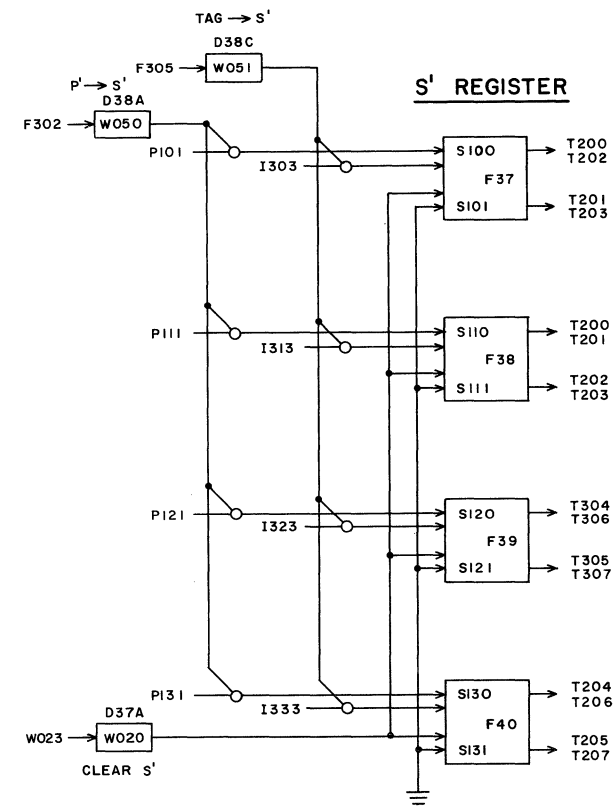 TAG → S'
D38C
F305 W051
S' REGISTER
P' → S'
D38A
F302 W050
P101
I303
S100
F37
S101
T200
T202
T201
T203
P111
I313
S110
F38
S111
T200
T201
T202
T203
P121
I323
S120
F39
S121
T304
T306
T305
T307
P131
I333
S130
F40
S131
T204
T206
T205
T207
D37A
W023 W020
CLEAR S'